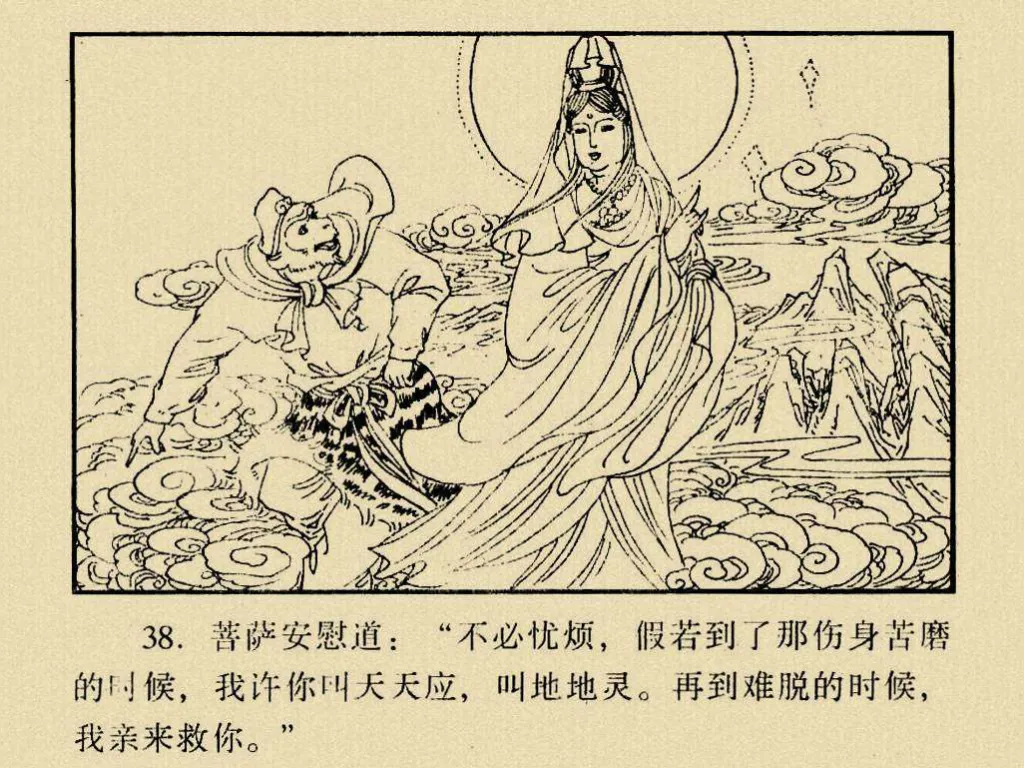 38. 菩萨安慰道：“不必忧烦，假若到了那伤身苦磨
的时候，我许你叫天天应，叫地地灵。再到难脱的时候，
我亲来救你。”